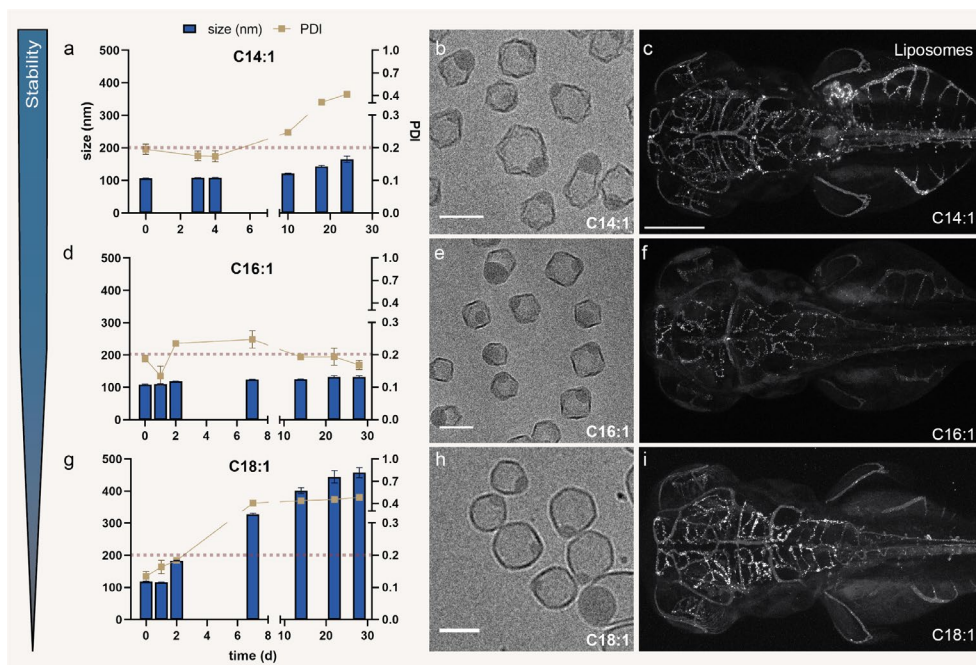 size (nm) PDI
Stability
a
C14:1
500
400
300
200
100
0
size (nm)
1.0
0.7
0.4
0.3
0.2
0.1
0.0
PDI
0 2 4 6 10 20 30
b
C14:1
c
Liposomes
C14:1
d
C16:1
500
400
300
200
100
0
1.0
0.7
0.4
0.3
0.2
0.1
0.0
0 2 4 6 8 10 20 30
e
C16:1
f
C16:1
g
C18:1
500
400
300
200
100
0
1.0
0.7
0.4
0.3
0.2
0.1
0.0
0 2 4 6 8 10 20 30
time (d)
h
C18:1
i
C18:1